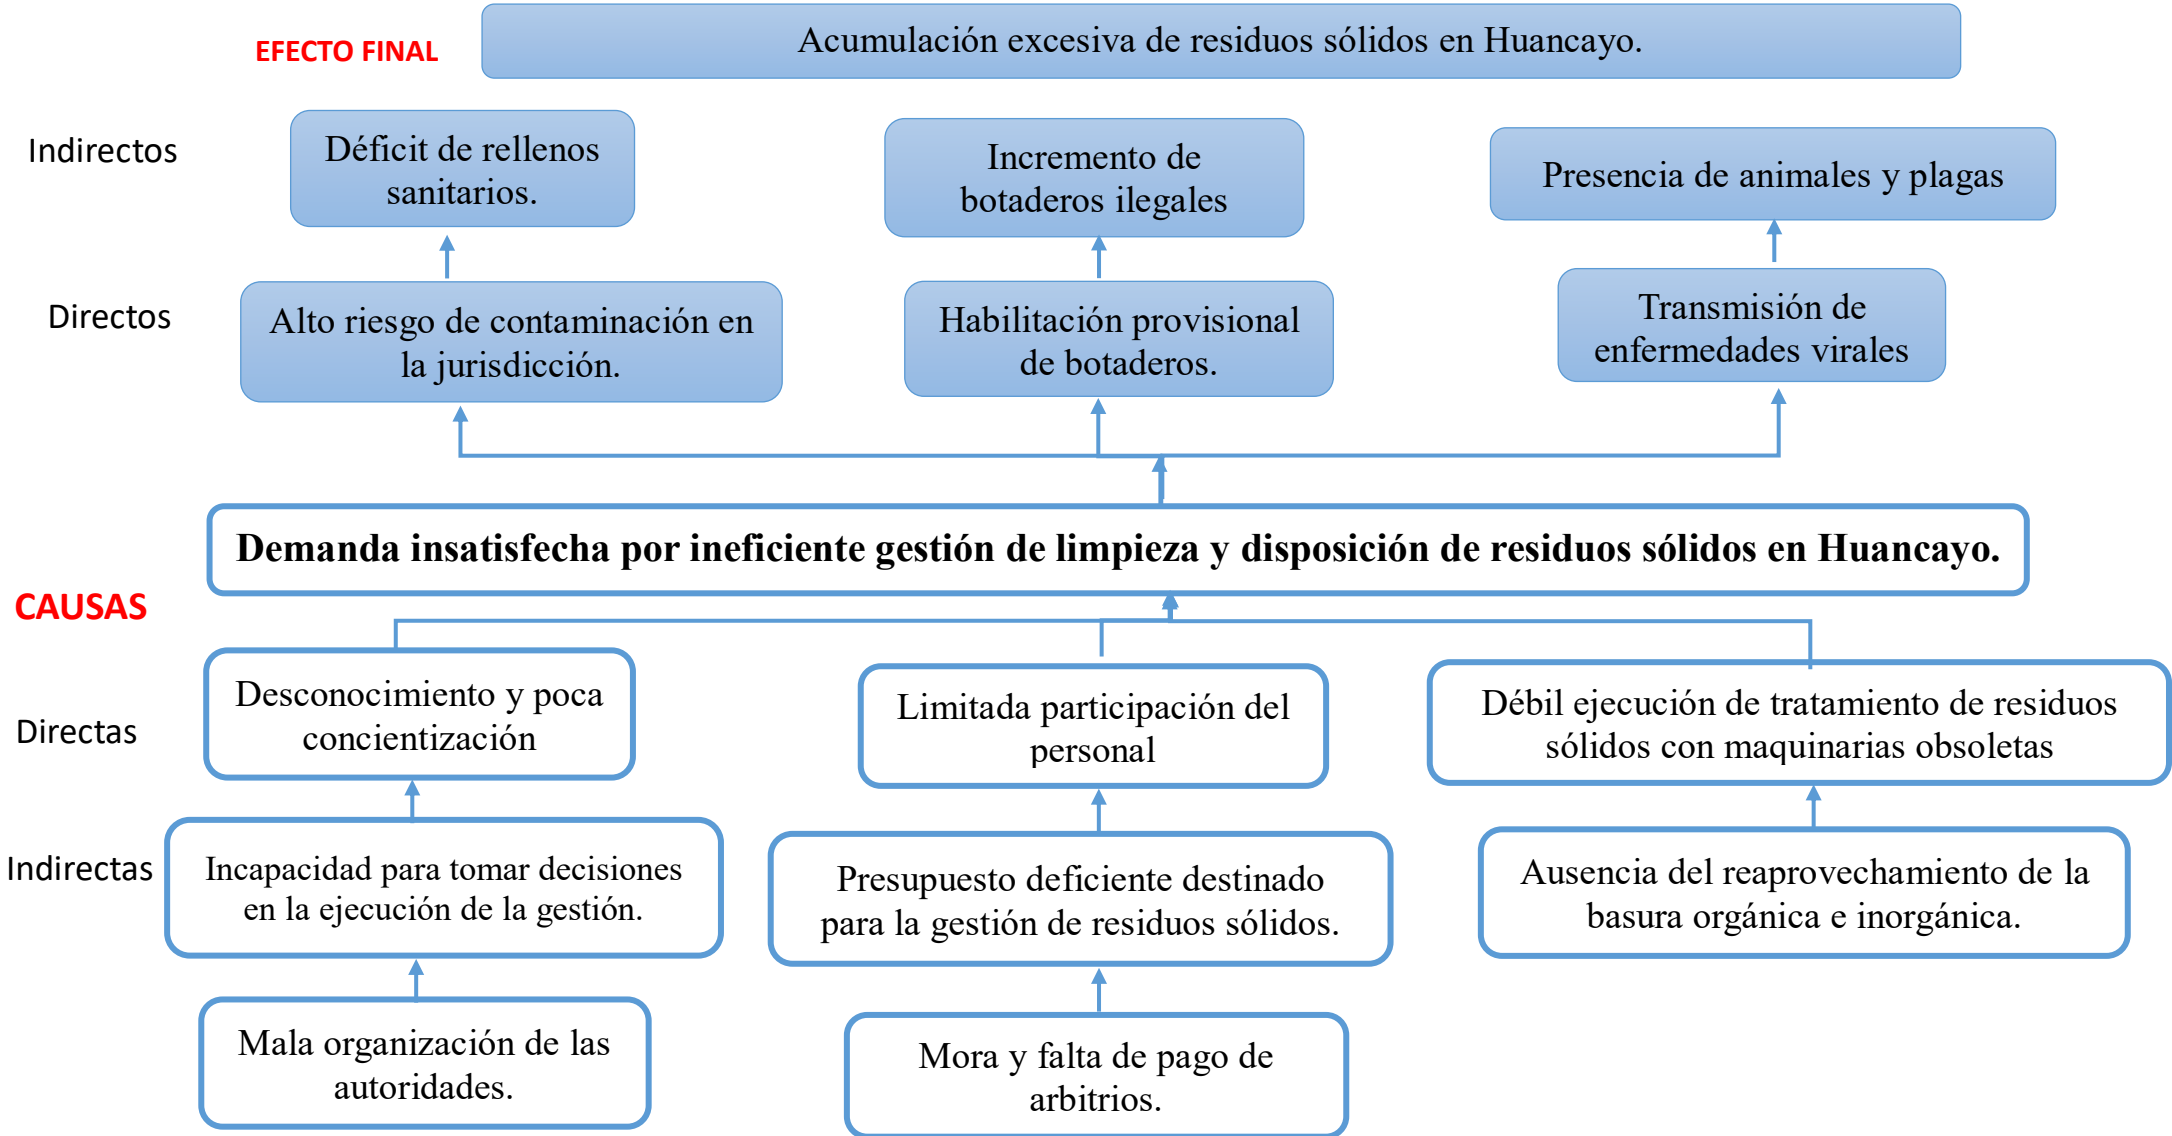 EFECTO FINAL
Acumulación excesiva de residuos sólidos en Huancayo.
Indirectos
Déficit de rellenos
sanitarios.
Incremento de
botaderos ilegales
Presencia de animales y plagas
Directos
Alto riesgo de contaminación en
la jurisdicción.
Habilitación provisional
de botaderos.
Transmisión de
enfermedades virales
Demanda insatisfecha por ineficiente gestión de limpieza y disposición de residuos sólidos en Huancayo.
CAUSAS
Directas
Desconocimiento y poca
concientización
Limitada participación del
personal
Débil ejecución de tratamiento de residuos
sólidos con maquinarias obsoletas
Indirectas
Incapacidad para tomar decisiones
en la ejecución de la gestión.
Presupuesto deficiente destinado
para la gestión de residuos sólidos.
Ausencia del reaprovechamiento de la
basura orgánica e inorgánica.
Mala organización de las
autoridades.
Mora y falta de pago de
arbitrios.